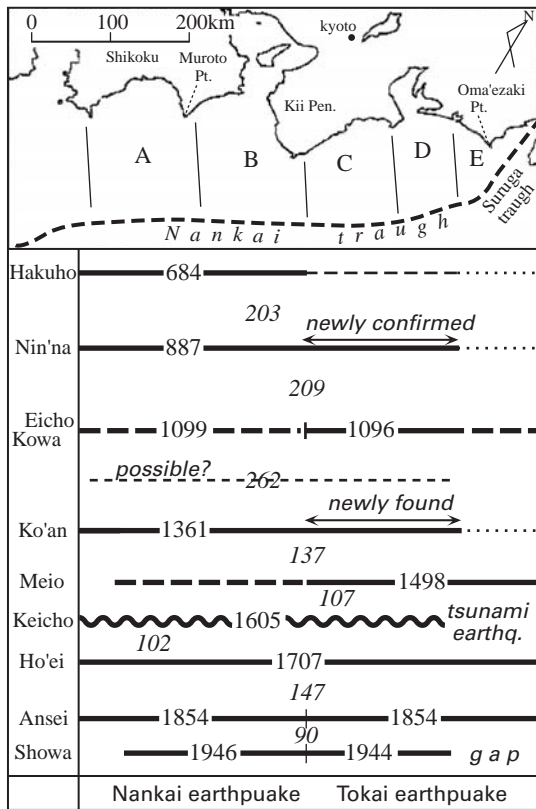 0 100 200km
kyoto
N
Shikoku
Muroto
Pt.
Kii Pen.
Oma'ezaki
Pt.
A B C D E
Nankai traugh
Suruga
traugh
Hakuho 684
203 newly confirmed
Nin'na 887
209
Eicho
Kowa 1099 1096
possible? 262
newly found
Ko'an 1361
137
Meio 1498
107
Keicho 1605 tsunami
earthq.
102
Ho'ei 1707
147
Ansei 1854 1854
90
Showa 1946 1944 gap
Nankai earthpuake Tokai earthpuake